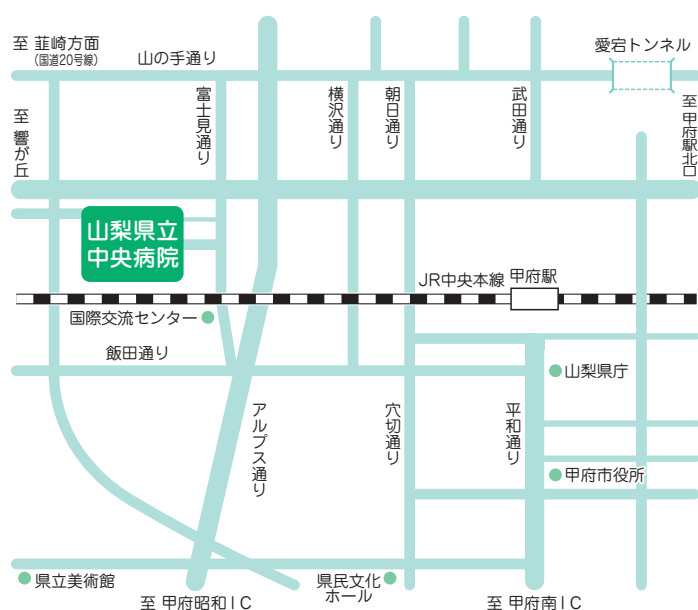 至 韮崎方面
（国道20号線）
山の手通り
愛宕トンネル
至 響が丘
富士見通り
横沢通り
朝日通り
武田通り
至 甲府駅北口
山梨県立
中央病院
JR中央本線
甲府駅
国際交流センター
飯田通り
山梨県庁
アルプス通り
穴切通り
平和通り
甲府市役所
県立美術館
県民文化
ホール
至 甲府昭和IC
至 甲府南IC